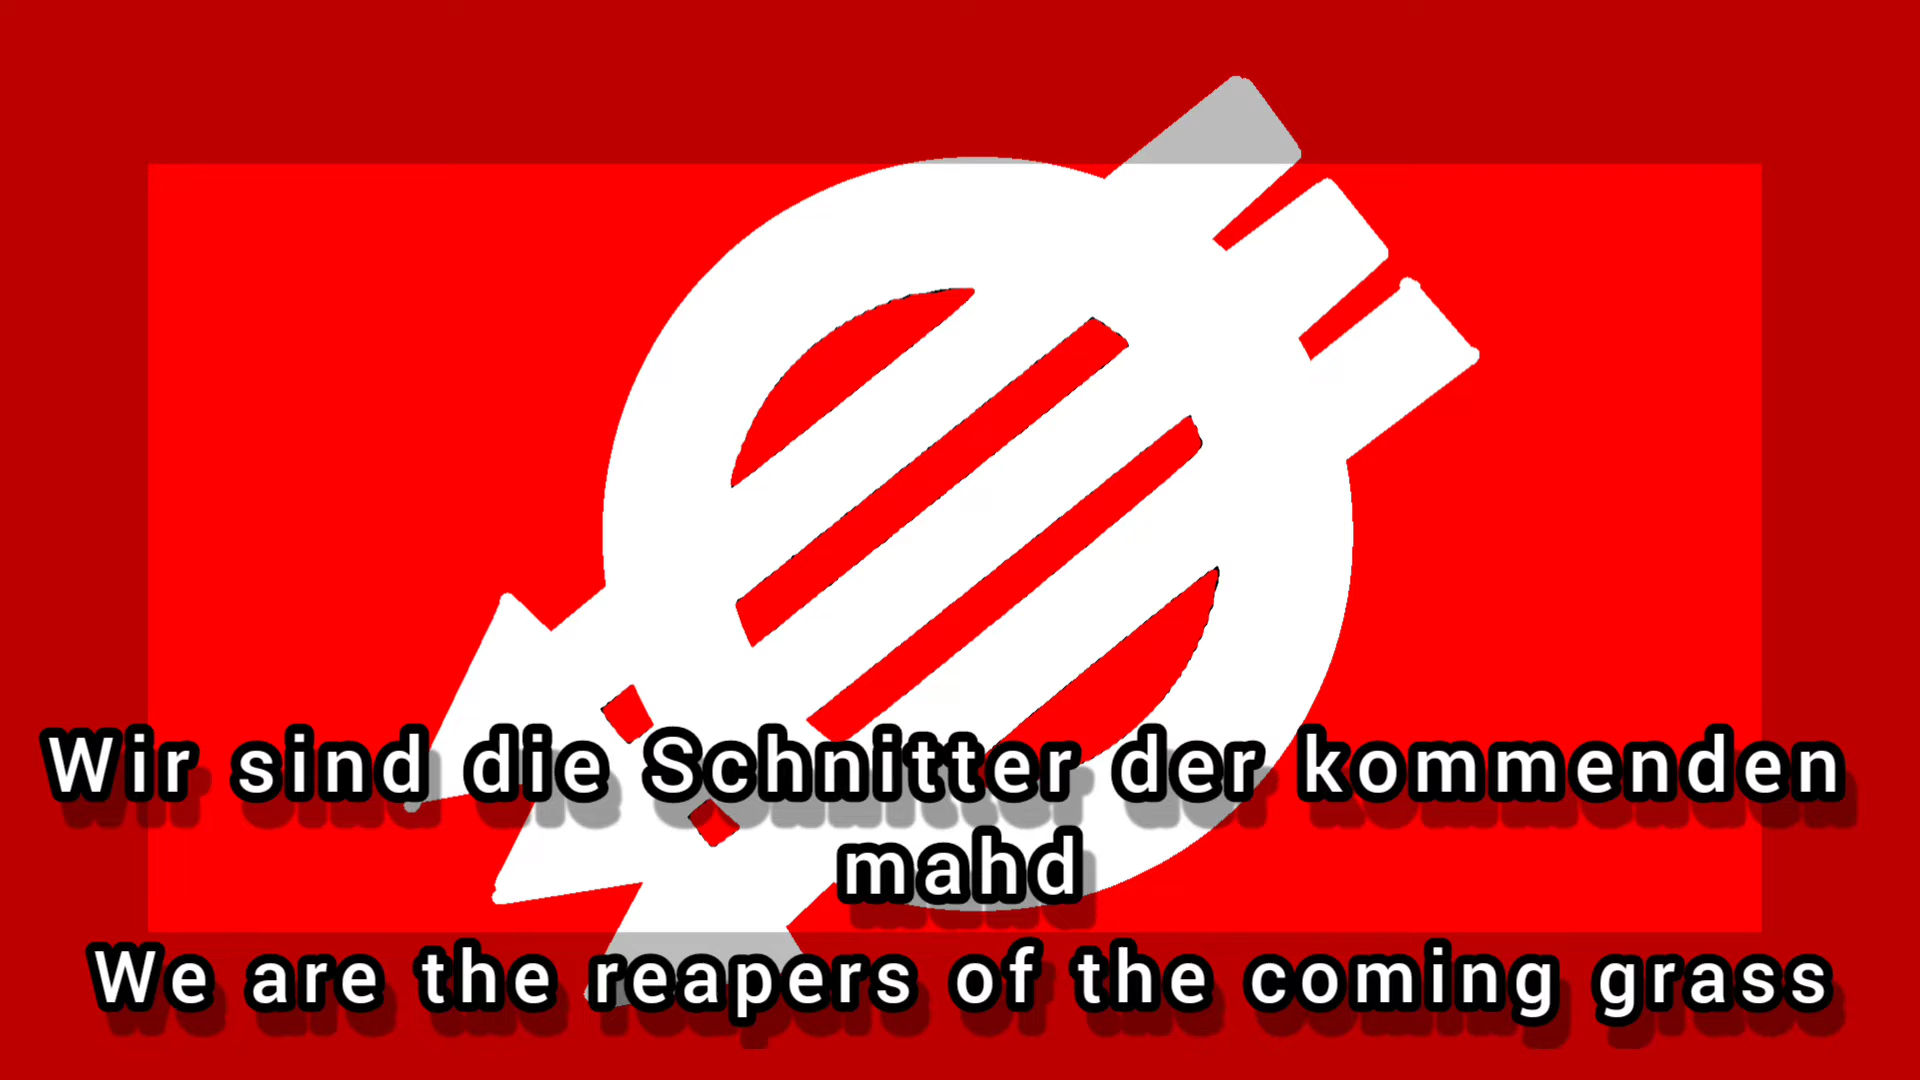 Wir sind die Schnitter der kommenden
mahd
We are the reapers of the coming grass